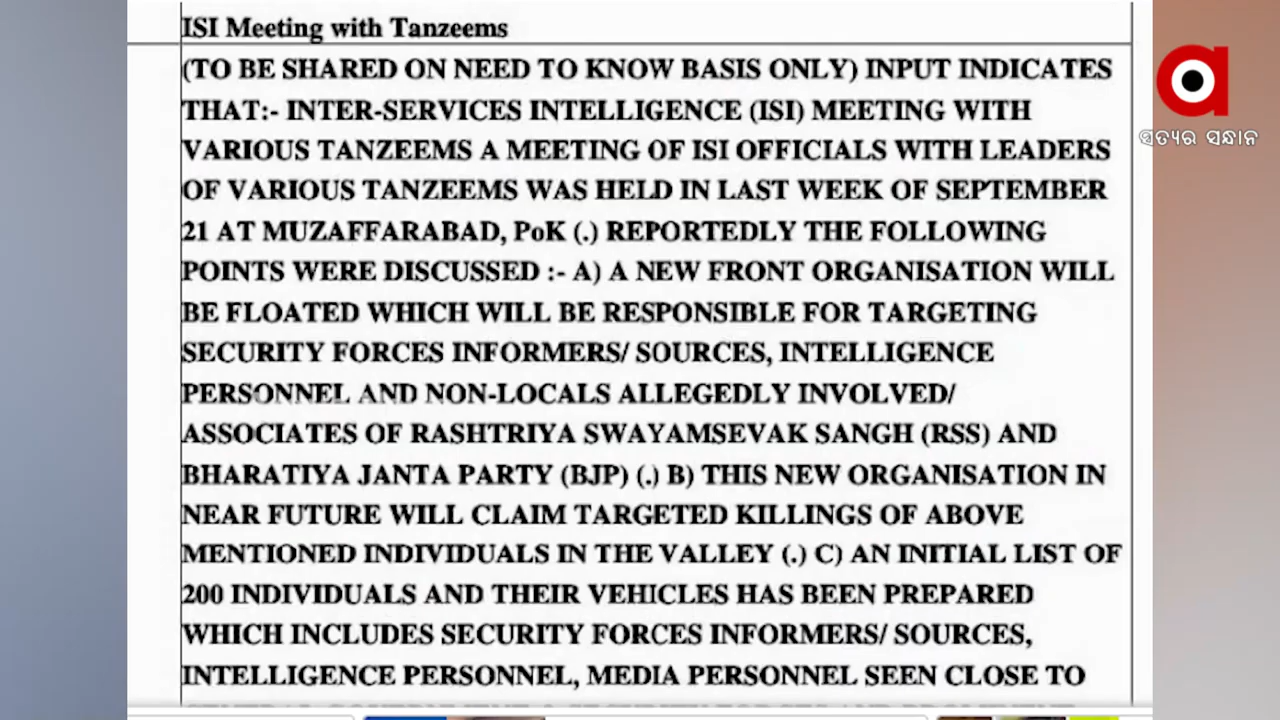 ISI Meeting with Tanzeems
(TO BE SHARED ON NEED TO KNOW BASIS ONLY) INPUT INDICATES
THAT:- INTER-SERVICES INTELLIGENCE (ISI) MEETING WITH
VARIOUS TANZEEMS A MEETING OF ISI OFFICIALS WITH LEADERS
OF VARIOUS TANZEEMS WAS HELD IN LAST WEEK OF SEPTEMBER
21 AT MUZAFFARABAD, PoK (.) REPORTEDLY THE FOLLOWING
POINTS WERE DISCUSSED :- A) A NEW FRONT ORGANISATION WILL
BE FLOATED WHICH WILL BE RESPONSIBLE FOR TARGETING
SECURITY FORCES INFORMERS/ SOURCES, INTELLIGENCE
PERSONNEL AND NON-LOCALS ALLEGEDLY INVOLVED/
ASSOCIATES OF RASHTRIYA SWAYAMSEVAK SANGH (RSS) AND
BHARATIYA JANTA PARTY (BJP) (.) B) THIS NEW ORGANISATION IN
NEAR FUTURE WILL CLAIM TARGETED KILLINGS OF ABOVE
MENTIONED INDIVIDUALS IN THE VALLEY (.) C) AN INITIAL LIST OF
200 INDIVIDUALS AND THEIR VEHICLES HAS BEEN PREPARED
WHICH INCLUDES SECURITY FORCES INFORMERS/ SOURCES,
INTELLIGENCE PERSONNEL, MEDIA PERSONNEL SEEN CLOSE TO
ସତ୍ୟର ସନ୍ଧାନ